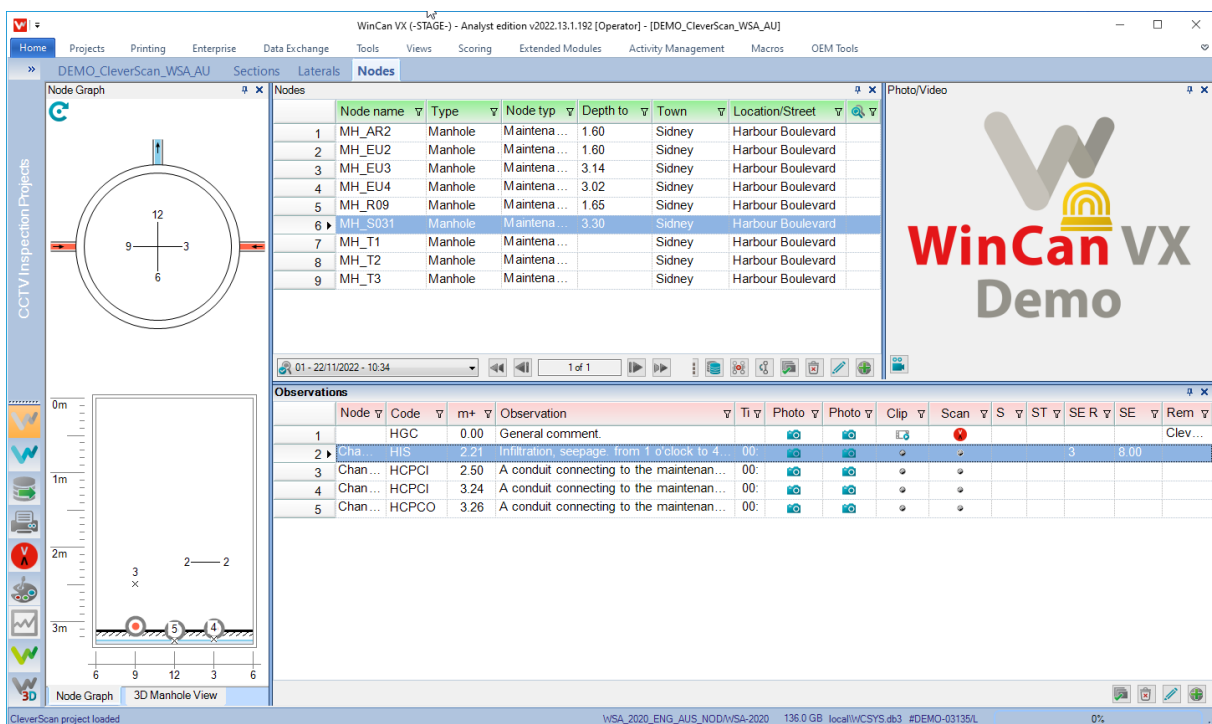 WinCan VX (-STAGE-) - Analyst edition v2022.13.1.192 [Operator] - [DEMO_CleverScan_WSA_AU]
Home Projects Printing Enterprise Data Exchange Tools Views Scoring Extended Modules Activity Management Macros OEM Tools
» DEMO_CleverScan_WSA_AU Sections Laterals Nodes
CCTV Inspection Projects
Node Graph
12
9 3
6
Nodes
Node name Type Node typ Depth to Town Location/Street
1 MH_AR2 Manhole Maintena... 1.60 Sidney Harbour Boulevard
2 MH_EU2 Manhole Maintena... 1.60 Sidney Harbour Boulevard
3 MH_EU3 Manhole Maintena... 3.14 Sidney Harbour Boulevard
4 MH_EU4 Manhole Maintena... 3.02 Sidney Harbour Boulevard
5 MH_R09 Manhole Maintena... 1.65 Sidney Harbour Boulevard
6 MH_S031 Manhole Maintena... 3.30 Sidney Harbour Boulevard
7 MH_T1 Manhole Maintena... Sidney Harbour Boulevard
8 MH_T2 Manhole Maintena... Sidney Harbour Boulevard
9 MH_T3 Manhole Maintena... Sidney Harbour Boulevard
01 - 22/11/2022 - 10:34 1 of 1
Photo/Video
WinCan VX
Demo
0m
1m
2m
3m
2 2
3
5 4
6 9 12 3 6
Node Graph 3D Manhole View
Observations
Node Code m+ Observation Ti Photo Photo Clip Scan S ST SE R SE Rem
1 HGC 0.00 General comment. Clev...
2 Cha... HIS 2.21 Infiltration, seepage. from 1 o'clock to 4... 00: 3 8.00
3 Chan... HCPCI 2.50 A conduit connecting to the maintenan... 00:
4 Chan... HCPCI 3.24 A conduit connecting to the maintenan... 00:
5 Chan... HCPCO 3.26 A conduit connecting to the maintenan... 00:
3D
CleverScan project loaded WSA_2020_ENG_AUS_NOD/WSA-2020 136.0 GB local\WCSYS.db3 #DEMO-03135/L 0%